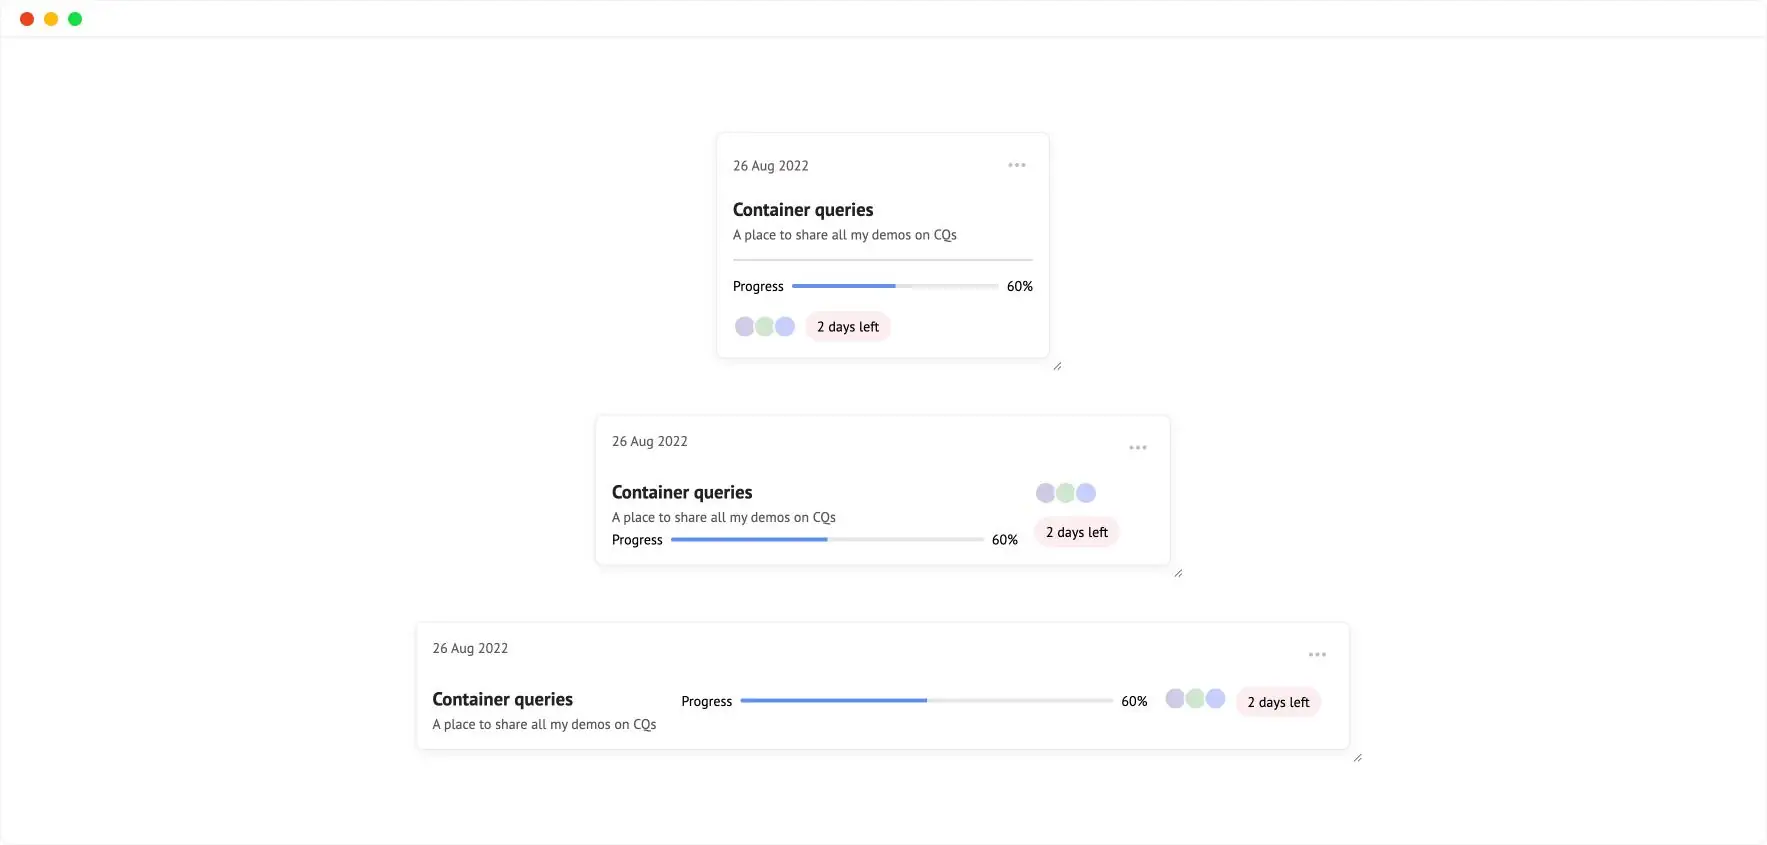 26 Aug 2022
Container queries
A place to share all my demos on CQs
Progress 60%
2 days left
26 Aug 2022
Container queries
A place to share all my demos on CQs
Progress 60%
2 days left
26 Aug 2022
Container queries
A place to share all my demos on CQs
Progress 60%
2 days left